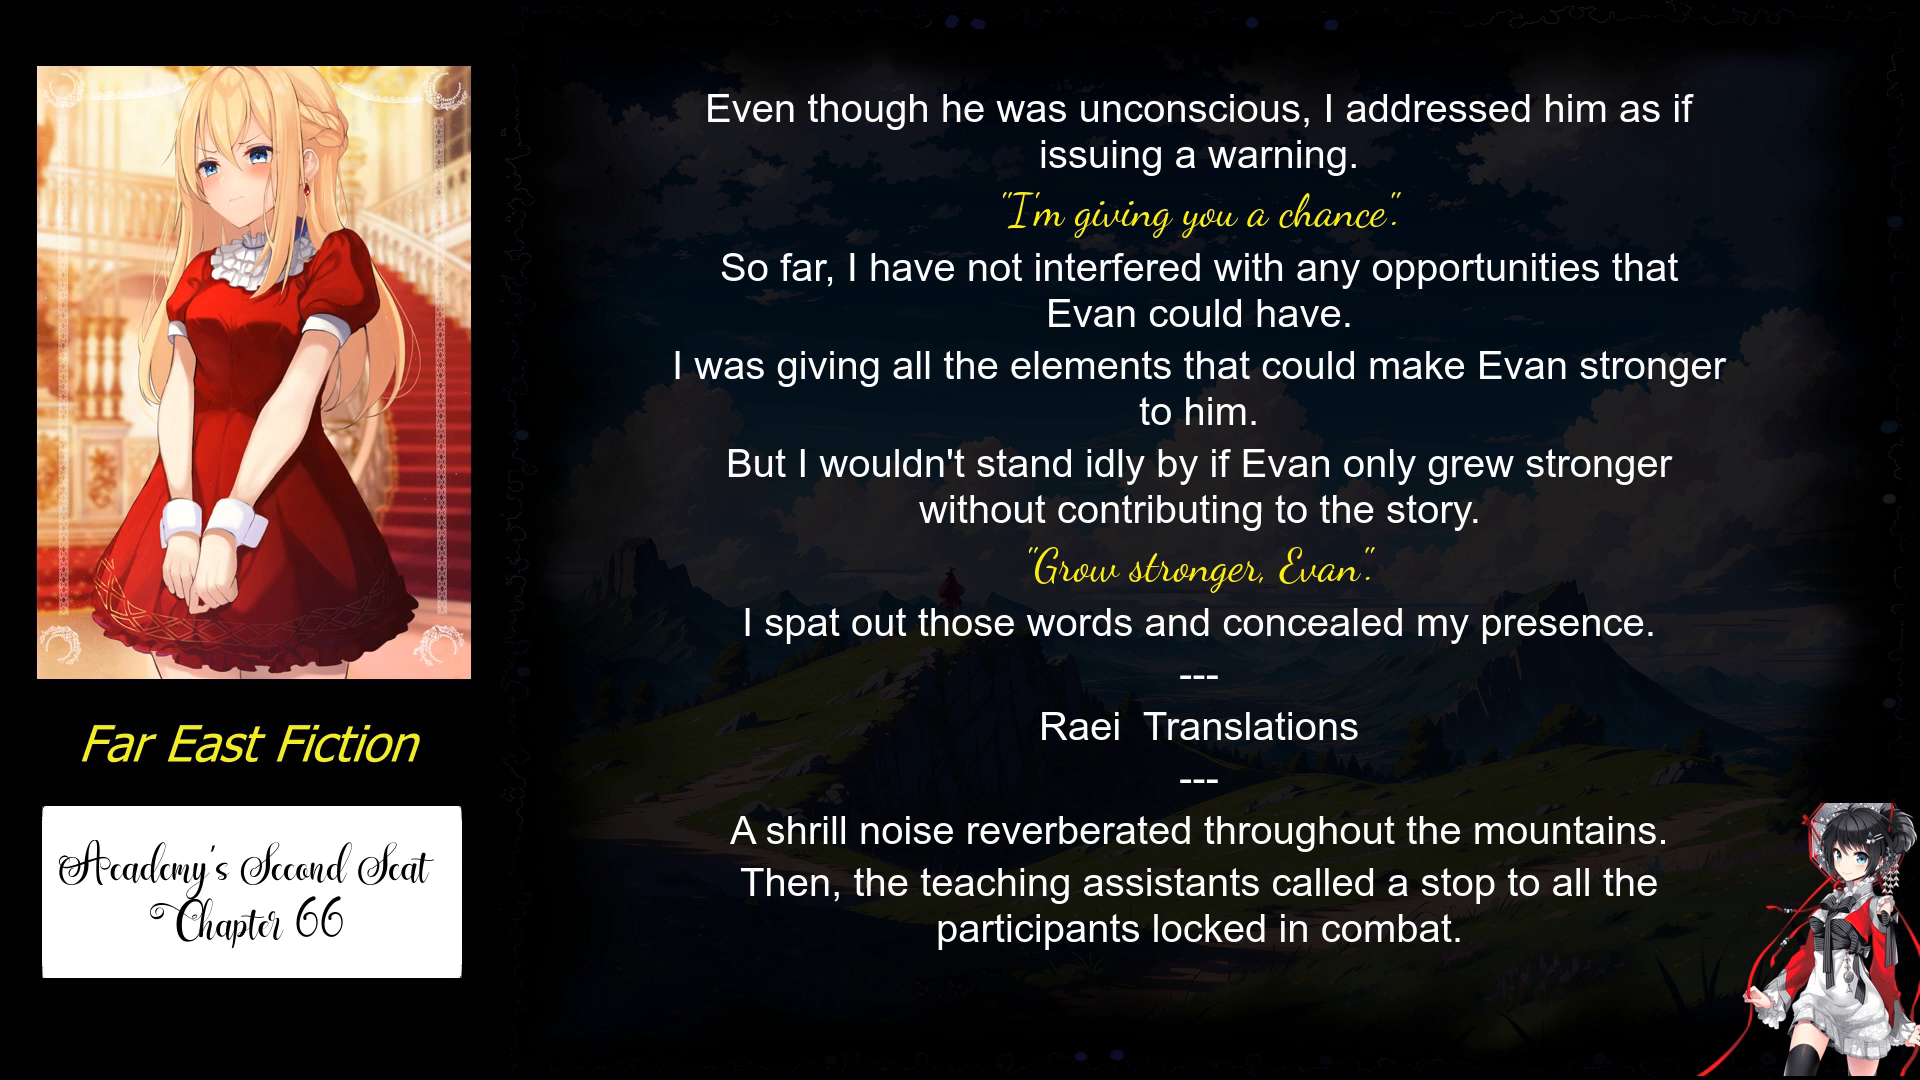 Even though he was unconscious, I addressed him as if
issuing a warning.
"I'm giving you a chance".
So far, I have not interfered with any opportunities that
Evan could have.
I was giving all the elements that could make Evan stronger
to him.
But I wouldn't stand idly by if Evan only grew stronger
without contributing to the story.
"Grow stronger, Evan".
I spat out those words and concealed my presence.
---
Raei  Translations
---
A shrill noise reverberated throughout the mountains.
Then, the teaching assistants called a stop to all the
participants locked in combat.
Far East Fiction
Academy's Second Seat
Chapter 66